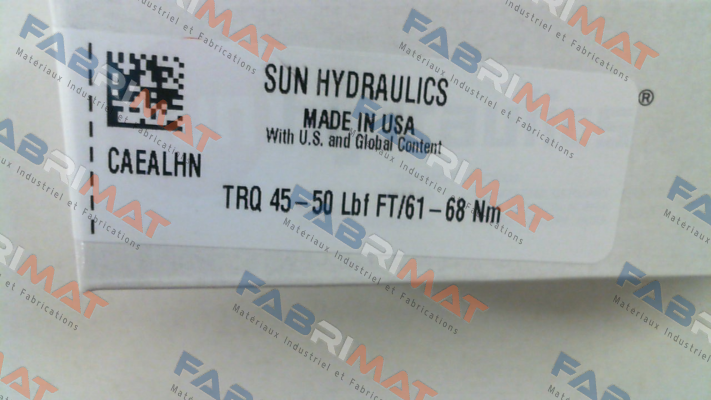 SUN HYDRAULICS
MADE IN USA
With U.S. and Global Content
CAEALHN
TRQ 45-50 Lbf FT/61-68 Nm
®
FABRIMAT
Matériaux Industriel et Fabrications